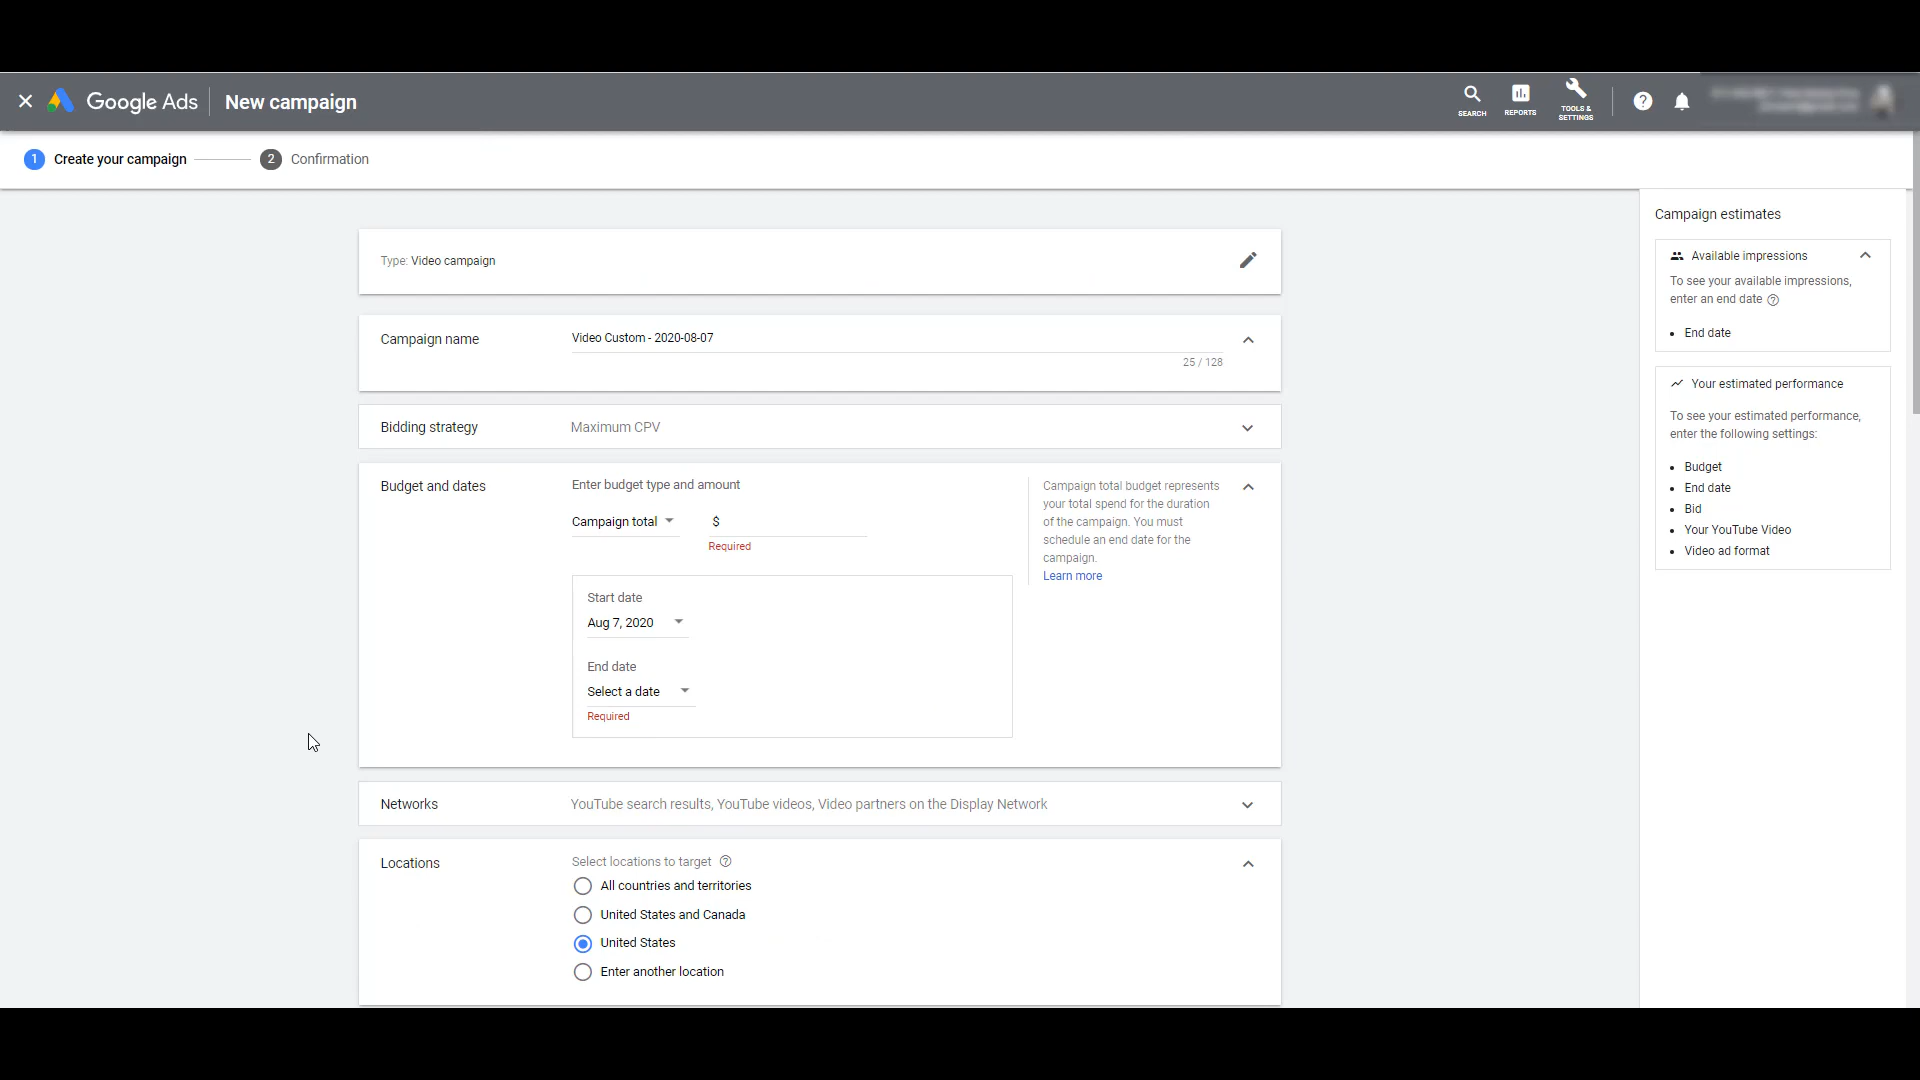 Google Ads
New campaign
SEARCH
REPORTS
TOOLS &
SETTINGS
1 Create your campaign
2 Confirmation
Type: Video campaign
Campaign name
Video Custom - 2020-08-07
25 / 128
Bidding strategy
Maximum CPV
Budget and dates
Enter budget type and amount
Campaign total
$
Required
Start date
Aug 7, 2020
End date
Select a date
Required
Campaign total budget represents
your total spend for the duration
of the campaign. You must
schedule an end date for the
campaign.
Learn more
Networks
YouTube search results, YouTube videos, Video partners on the Display Network
Locations
Select locations to target
All countries and territories
United States and Canada
United States
Enter another location
Campaign estimates
Available impressions
To see your available impressions,
enter an end date
• End date
Your estimated performance
To see your estimated performance,
enter the following settings:
• Budget
• End date
• Bid
• Your YouTube Video
• Video ad format